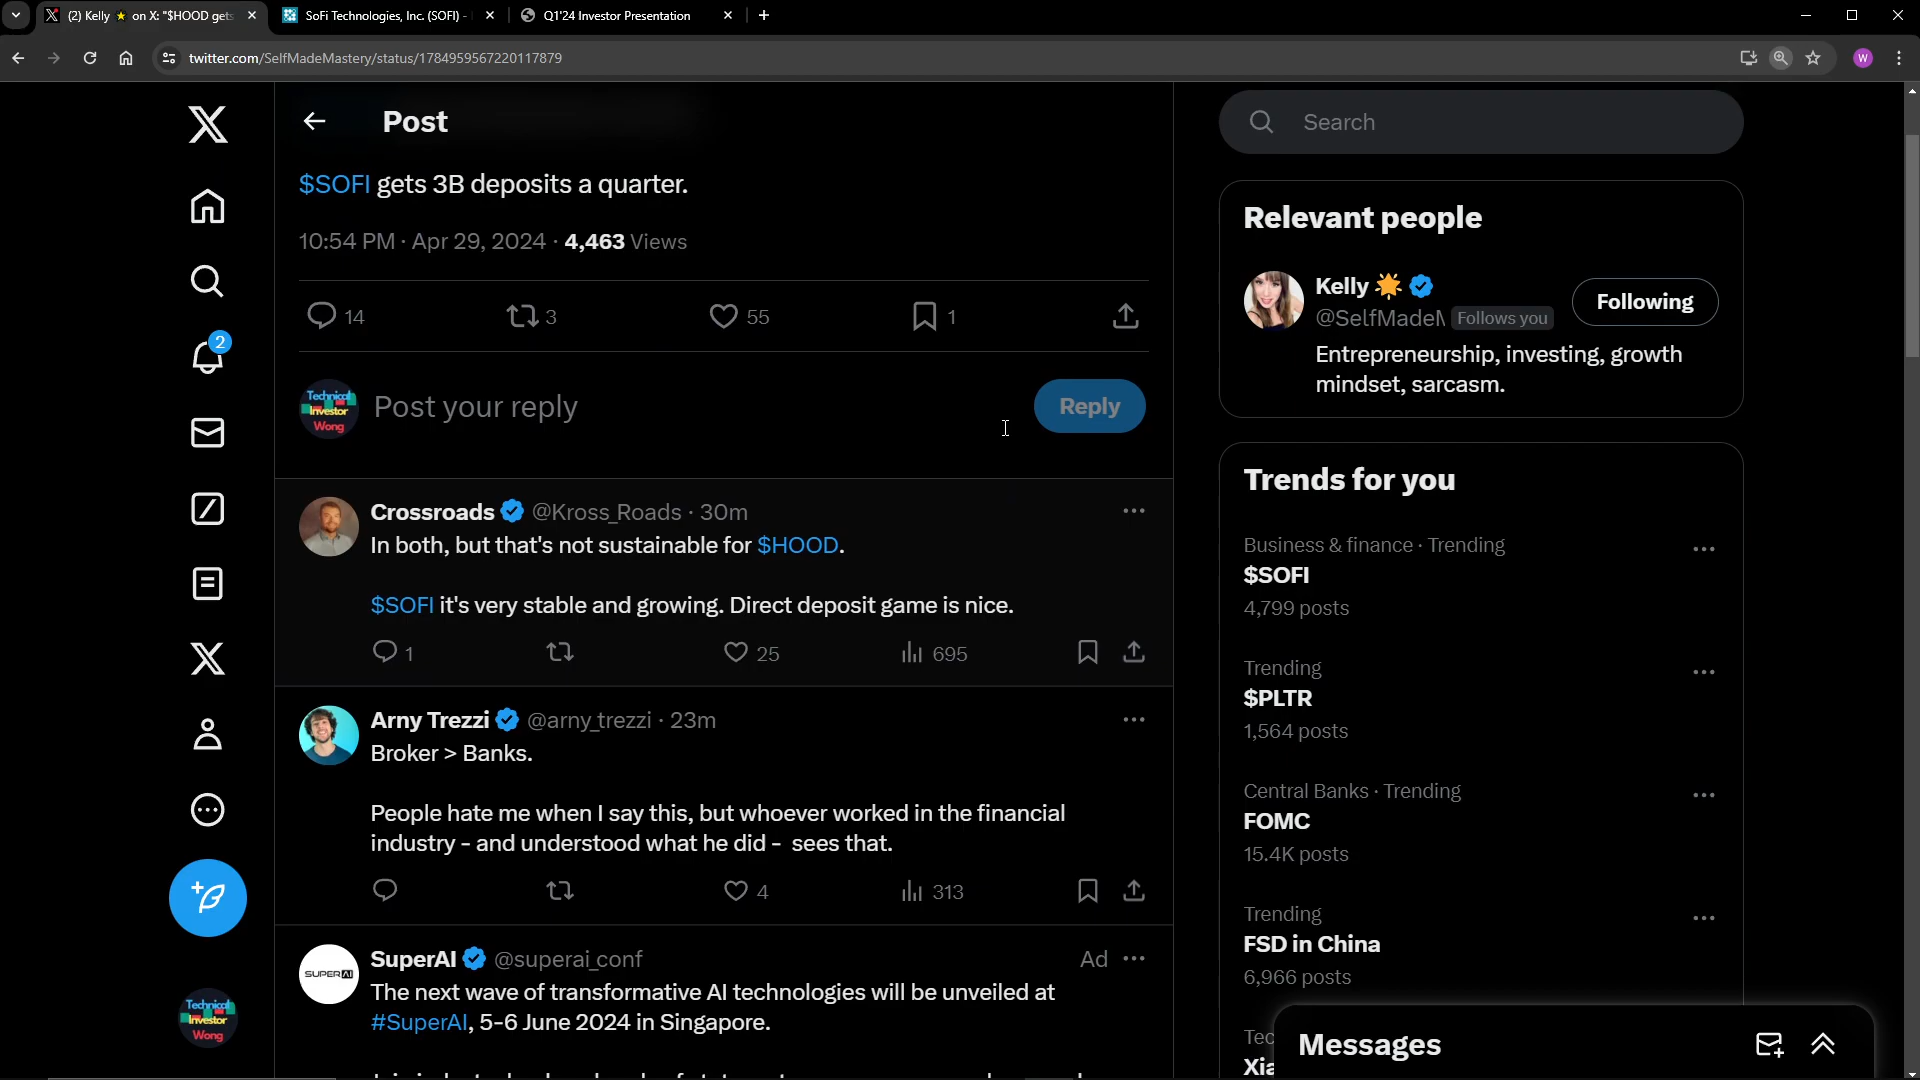 (2) Kelly on X: "$HOOD gets
SoFi Technologies, Inc. (SOFI) -
Q1'24 Investor Presentation
twitter.com/SelfMadeMastery/status/1784959567220117879
W
Post
$SOFI gets 3B deposits a quarter.
10:54 PM · Apr 29, 2024 · 4,463 Views
14
3
55
1
Technical
Investor
Wong
Post your reply
Reply
Crossroads @Kross_Roads · 30m
In both, but that's not sustainable for $HOOD.
$SOFI it's very stable and growing. Direct deposit game is nice.
1
25
695
Arny Trezzi @arny_trezzi · 23m
Broker > Banks.
People hate me when I say this, but whoever worked in the financial
industry - and understood what he did - sees that.
4
313
SUPER AI
SuperAI @superai_conf
Ad
The next wave of transformative AI technologies will be unveiled at
#SuperAI, 5-6 June 2024 in Singapore.
2
Technical
Investor
Wong
Search
Relevant people
Kelly
Following
@SelfMadeM
Follows you
Entrepreneurship, investing, growth
mindset, sarcasm.
Trends for you
Business & finance · Trending
$SOFI
4,799 posts
Trending
$PLTR
1,564 posts
Central Banks · Trending
FOMC
15.4K posts
Trending
FSD in China
6,966 posts
Tec
Xia
Messages